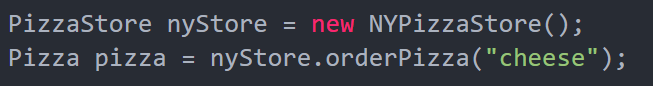 PizzaStore nyStore = new NYPizzaStore();
Pizza pizza = nyStore.orderPizza("cheese");